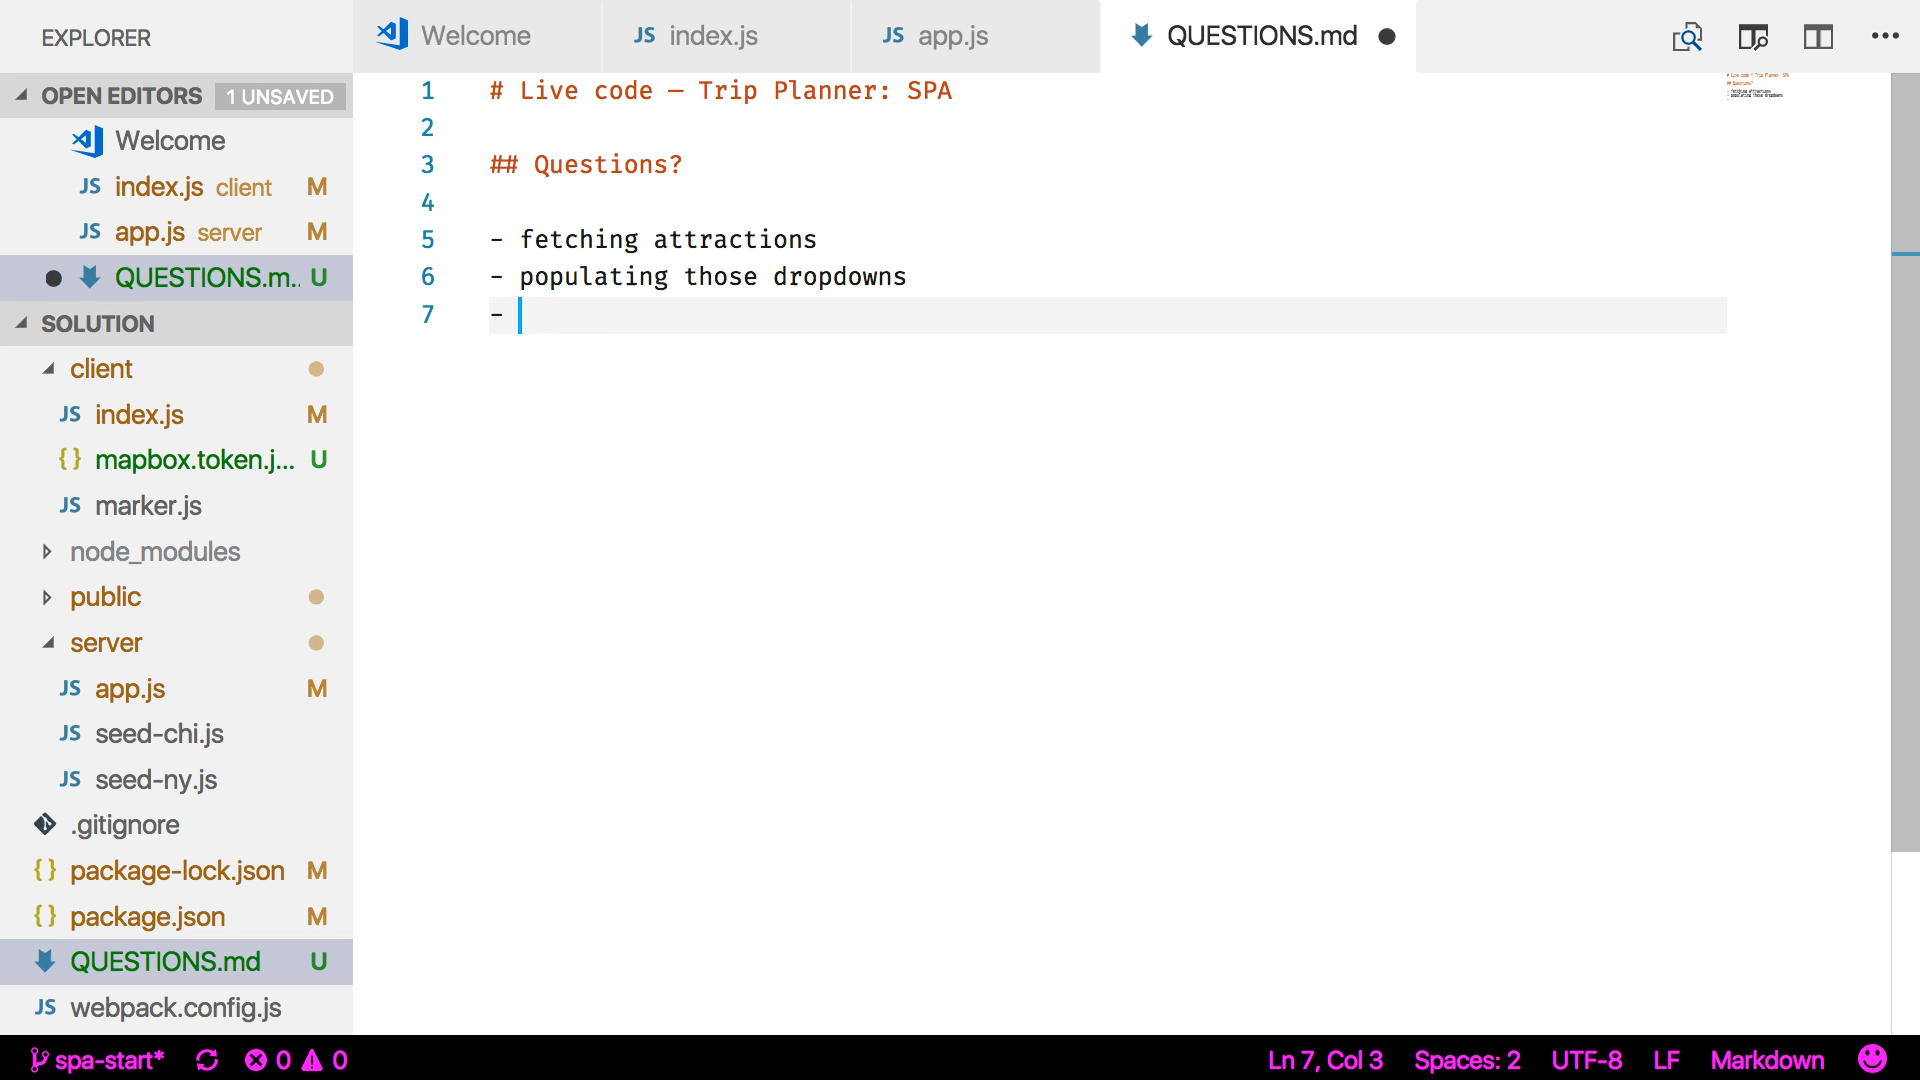 EXPLORER
Welcome
JS index.js
JS app.js
QUESTIONS.md
OPEN EDITORS 1 UNSAVED
Welcome
JS index.js client M
JS app.js server M
QUESTIONS.m.. U
SOLUTION
client
JS index.js M
{} mapbox.token.j... U
JS marker.js
node_modules
public
server
JS app.js M
JS seed-chi.js
JS seed-ny.js
.gitignore
{} package-lock.json M
{} package.json M
QUESTIONS.md U
JS webpack.config.js
1 # Live code — Trip Planner: SPA
2
3 ## Questions?
4
5 - fetching attractions
6 - populating those dropdowns
7 -
spa-start* 0 0 Ln 7, Col 3 Spaces: 2 UTF-8 LF Markdown